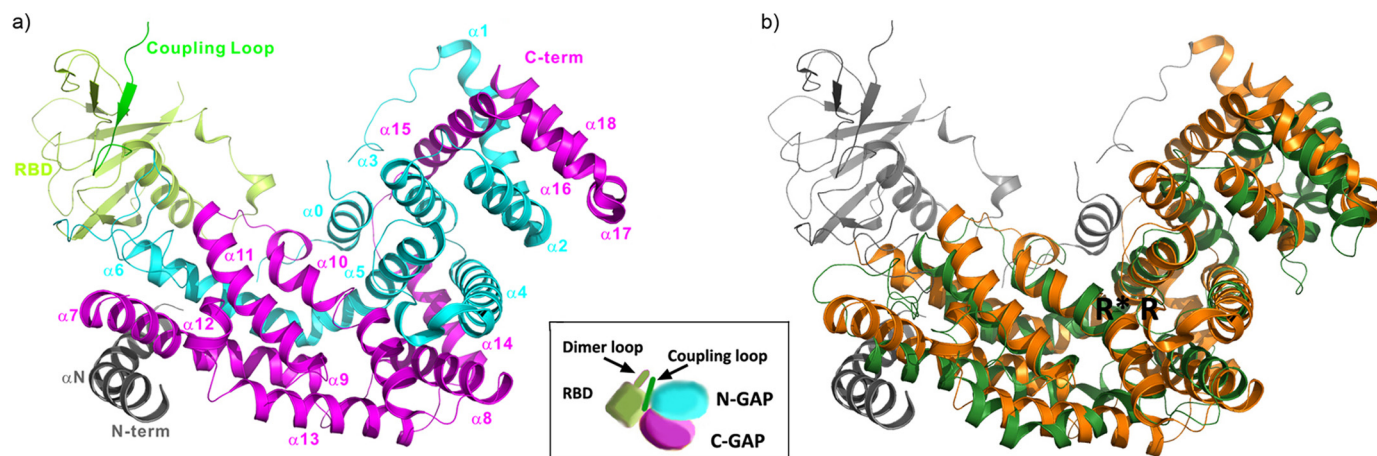 a)
Coupling Loop
α1
C-term
α15
α18
α3
RBD
α16
α0
α17
α2
α11
α10
α6
α5
α4
α7
α12
α14
αN
α9
α8
N-term
α13
Dimer loop
Coupling loop
RBD
N-GAP
C-GAP
b)
R* R